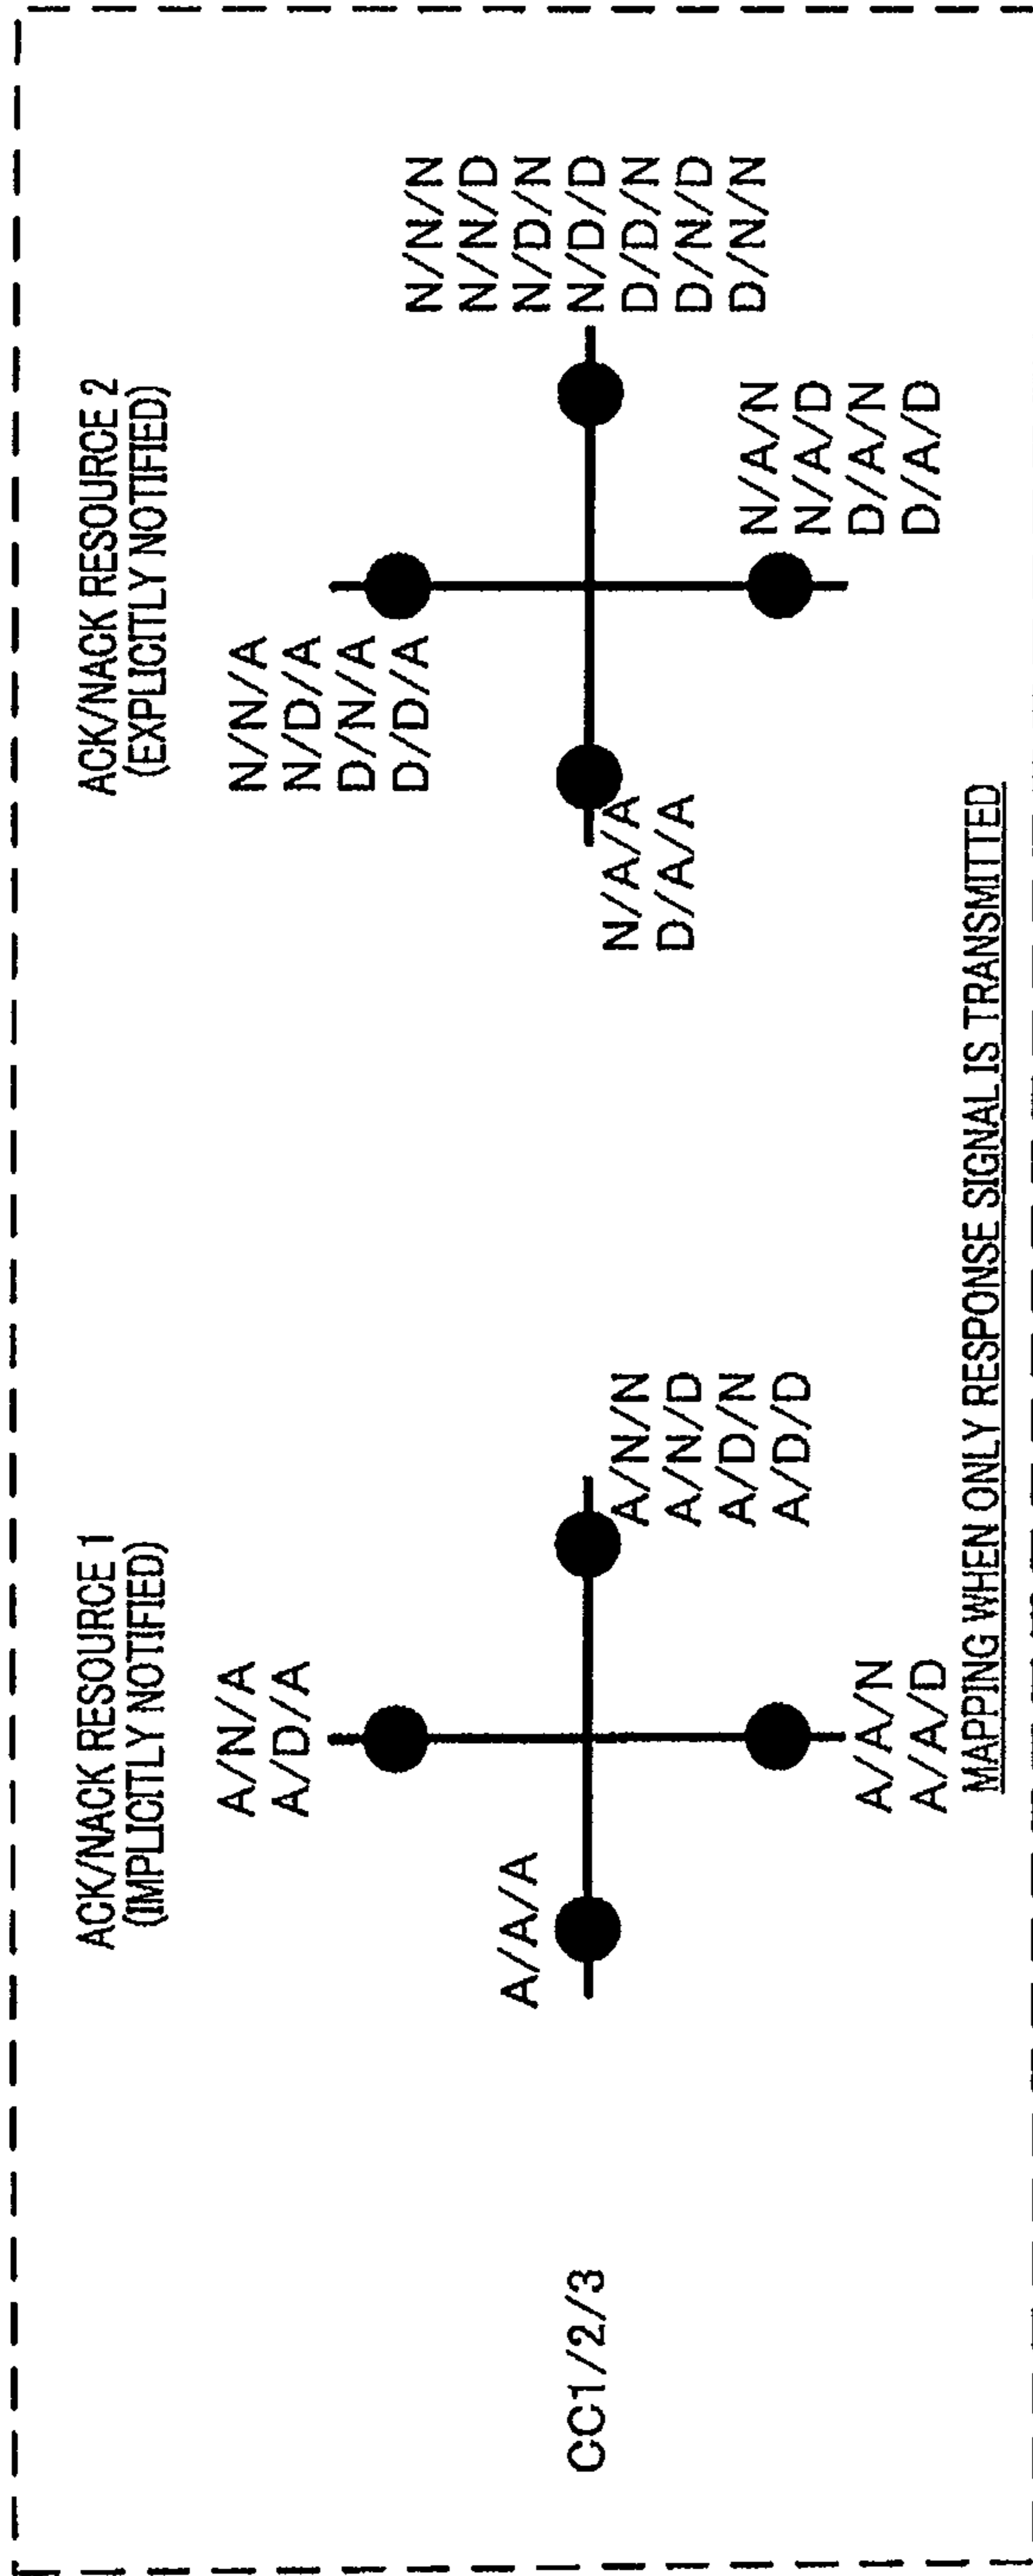 ACK/NACK RESOURCE 1
(IMPLICITLY NOTIFIED)
A/N/A
A/D/A
A/A/A
A/N/N
A/N/D
A/D/N
A/D/D
A/A/N
A/A/D
CC1/2/3
ACK/NACK RESOURCE 2
(EXPLICITLY NOTIFIED)
N/N/A
N/D/A
D/N/A
D/D/A
N/N/N
N/N/D
N/D/N
N/D/D
D/D/N
D/N/D
D/N/N
N/A/A
D/A/A
N/A/N
N/A/D
D/A/N
D/A/D
MAPPING WHEN ONLY RESPONSE SIGNAL IS TRANSMITTED